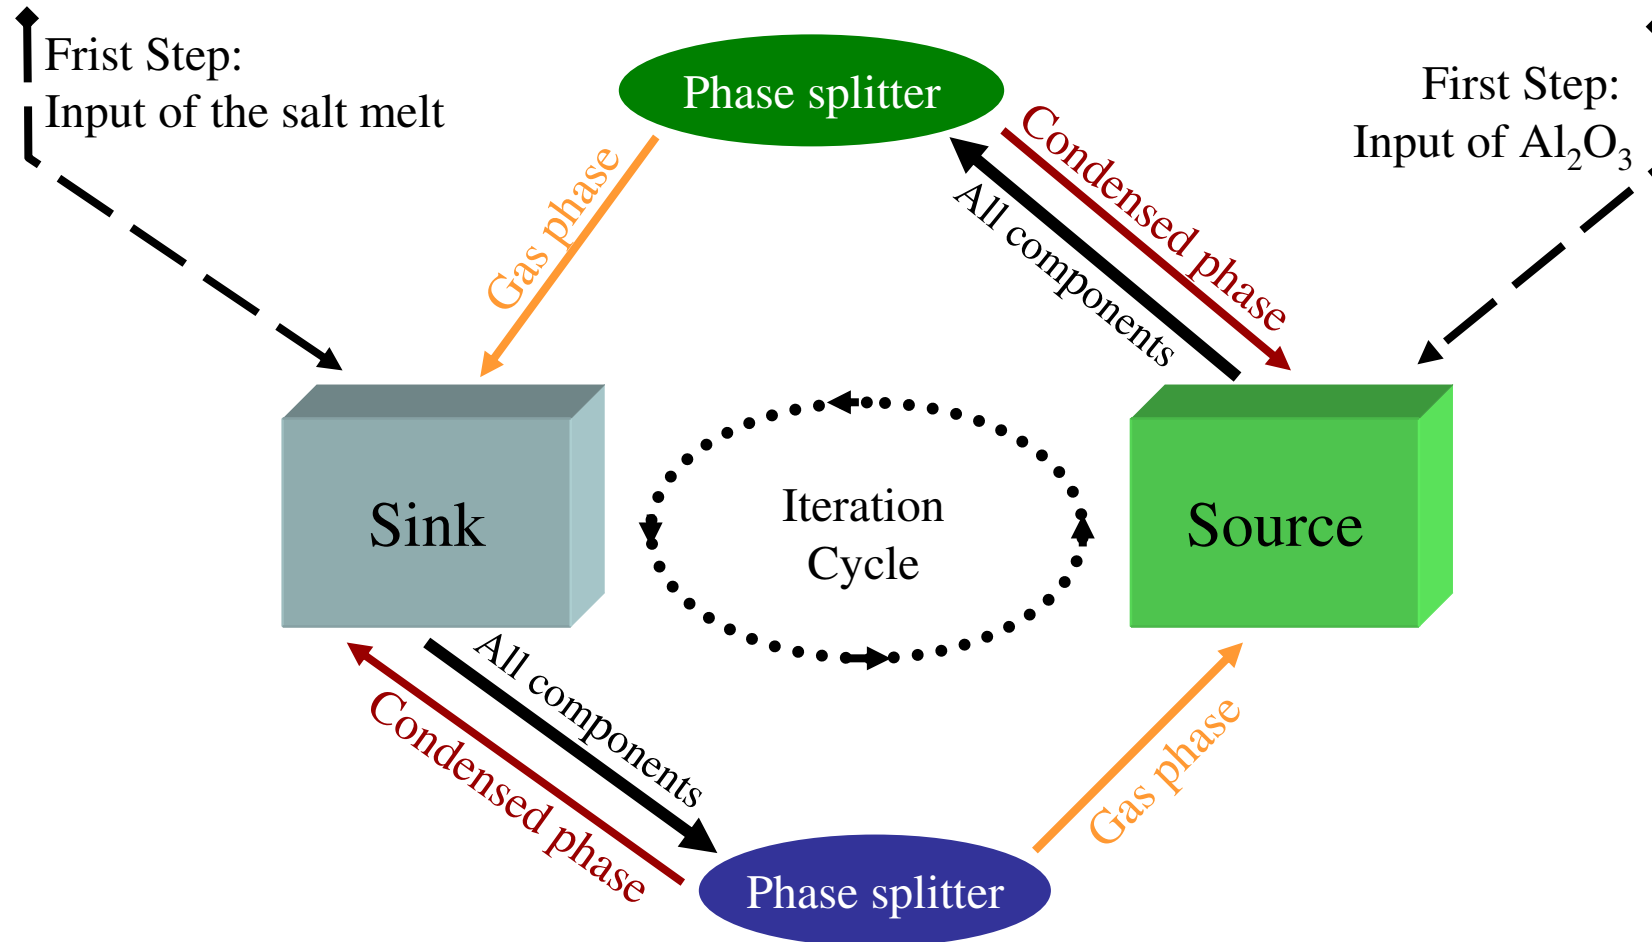 Frist Step:
Input of the salt melt
Phase splitter
First Step:
Input of Al₂O₃
Gas phase
Condensed phase
All components
Sink
Iteration
Cycle
Source
All components
Condensed phase
Gas phase
Phase splitter